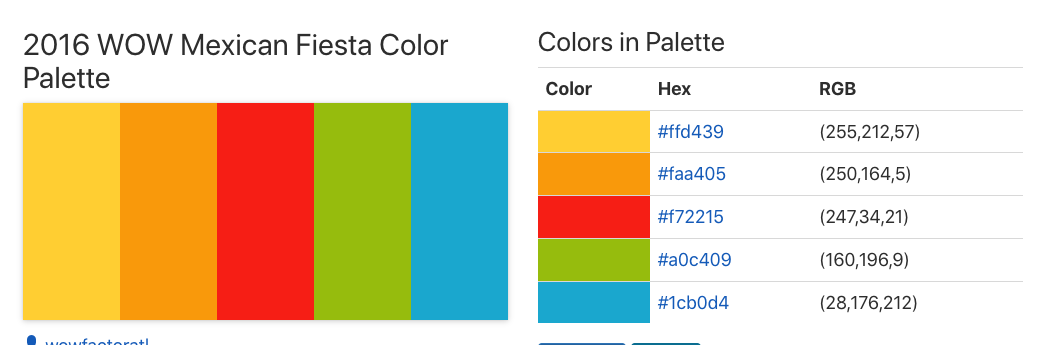 2016 WOW Mexican Fiesta Color
Palette
Colors in Palette
Color Hex RGB
#ffd439 (255,212,57)
#faa405 (250,164,5)
#f72215 (247,34,21)
#a0c409 (160,196,9)
#1cb0d4 (28,176,212)